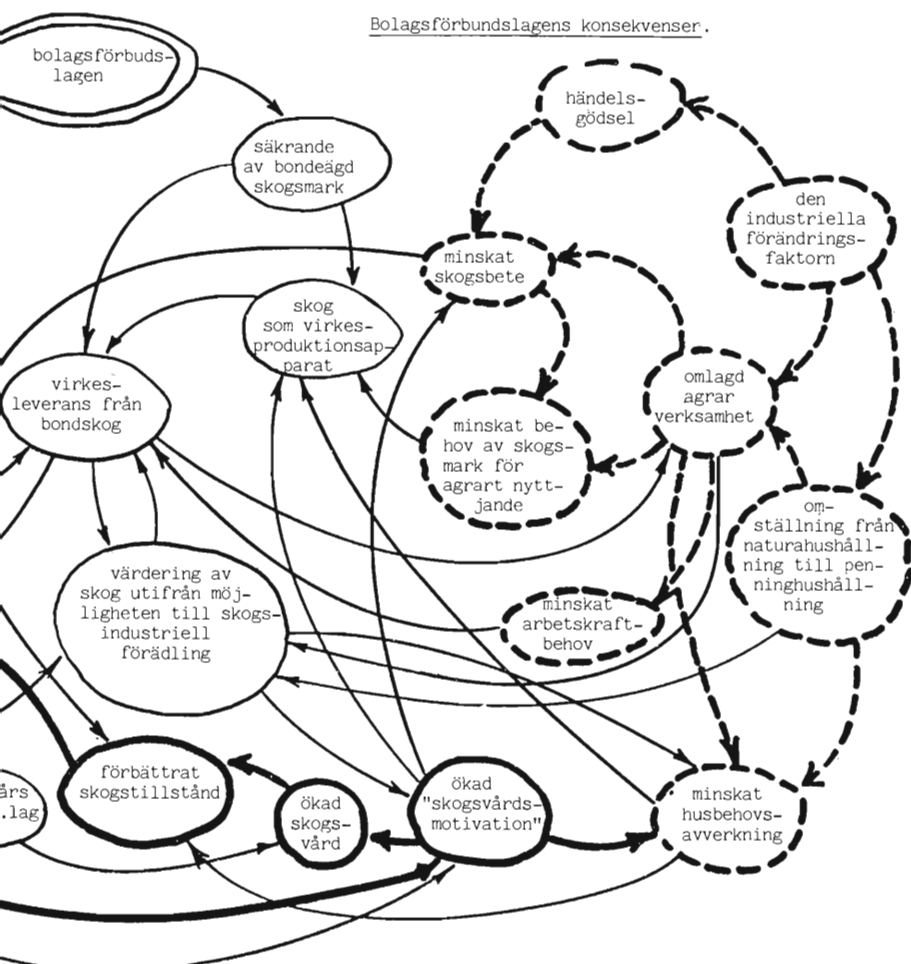 Bolagsförbundslagens konsekvenser.
bolagsförbuds-
lagen
säkrande
av bondeägd
skogsmark
händels-
gödsel
den
industriella
förändrings-
faktorn
minskat
skogsbete
skog
som virkes-
produktionsap-
parat
virkes-
leverans från
bondskog
omlagd
agrar
verksamhet
minskat be-
hov av skogs-
mark för
agrart nytt-
jande
om-
ställning från
naturahushåll-
ning till pen-
ninghushåll-
ning
värdering av
skog utifrån möj-
ligheten till skogs-
industriell
förädling
minskat
arbetskraft-
behov
förbättrat
skogstillstånd
års
.lag
ökad
skogs-
vård
ökad
"skogsvårds-
motivation"
minskat
husbehovs-
avverkning